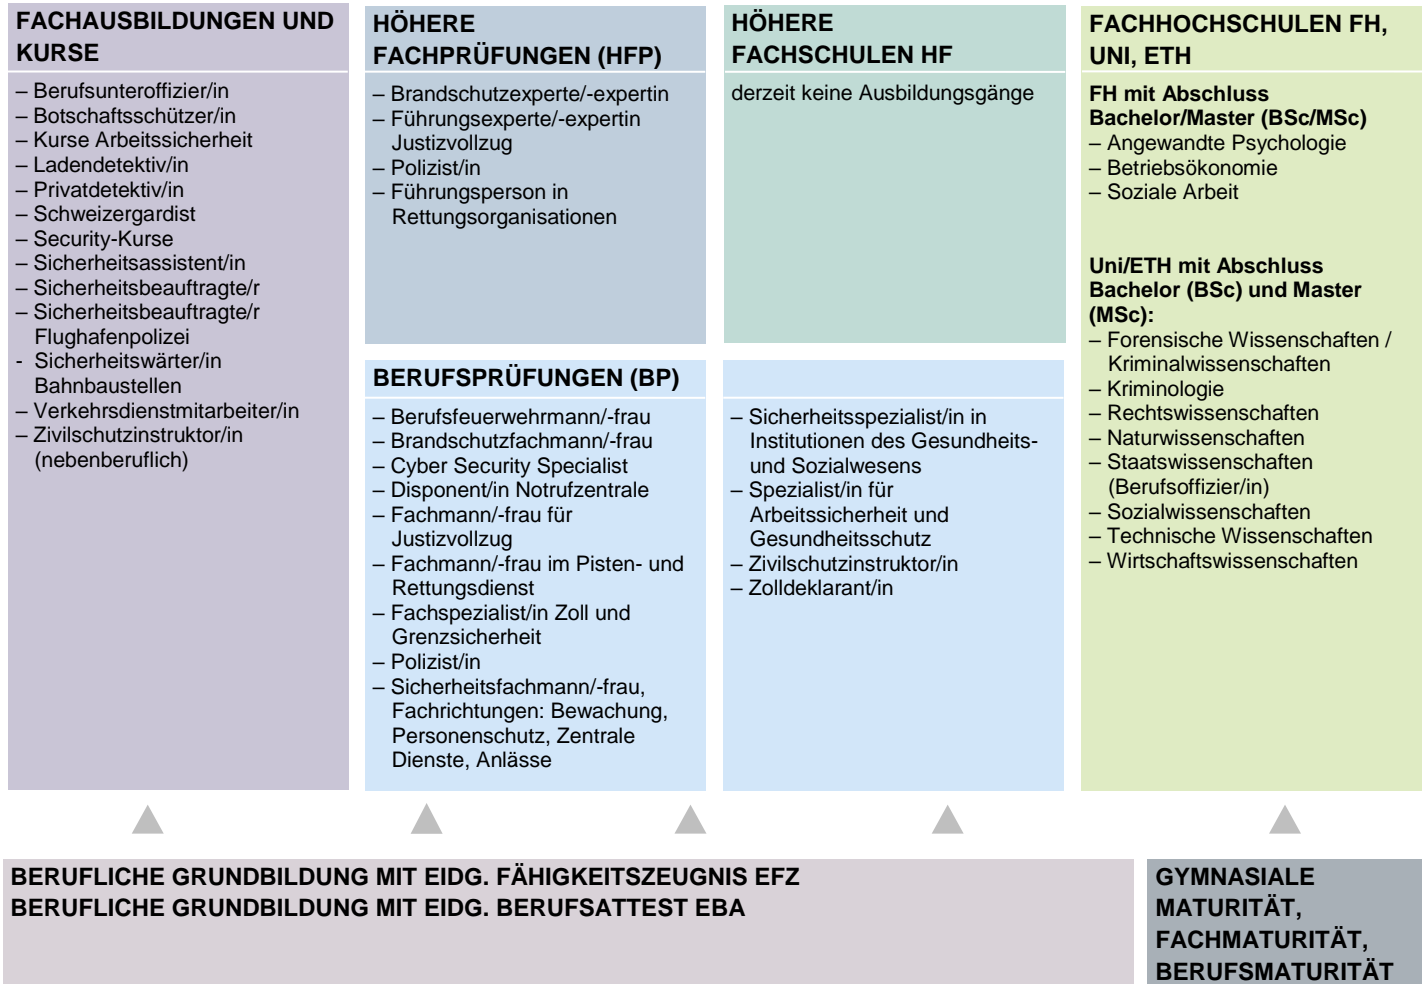 FACHAUSBILDUNGEN UND
KURSE
– Berufsunteroffizier/in
– Botschaftsschützer/in
– Kurse Arbeitssicherheit
– Ladendetektiv/in
– Privatdetektiv/in
– Schweizergardist
– Security-Kurse
– Sicherheitsassistent/in
– Sicherheitsbeauftragte/r
– Sicherheitsbeauftragte/r
Flughafenpolizei
- Sicherheitswärter/in
Bahnbaustellen
– Verkehrsdienstmitarbeiter/in
– Zivilschutzinstruktor/in
(nebenberuflich)
HÖHERE
FACHPRÜFUNGEN (HFP)
– Brandschutzexperte/-expertin
– Führungsexperte/-expertin
Justizvollzug
– Polizist/in
– Führungsperson in
Rettungsorganisationen
HÖHERE
FACHSCHULEN HF
derzeit keine Ausbildungsgänge
BERUFSPRÜFUNGEN (BP)
– Berufsfeuerwehrmann/-frau
– Brandschutzfachmann/-frau
– Cyber Security Specialist
– Disponent/in Notrufzentrale
– Fachmann/-frau für
Justizvollzug
– Fachmann/-frau im Pisten- und
Rettungsdienst
– Fachspezialist/in Zoll und
Grenzsicherheit
– Polizist/in
– Sicherheitsfachmann/-frau,
Fachrichtungen: Bewachung,
Personenschutz, Zentrale
Dienste, Anlässe
– Sicherheitsspezialist/in in
Institutionen des Gesundheits-
und Sozialwesens
– Spezialist/in für
Arbeitssicherheit und
Gesundheitsschutz
– Zivilschutzinstruktor/in
– Zolldeklarant/in
FACHHOCHSCHULEN FH,
UNI, ETH
FH mit Abschluss
Bachelor/Master (BSc/MSc)
– Angewandte Psychologie
– Betriebsökonomie
– Soziale Arbeit
Uni/ETH mit Abschluss
Bachelor (BSc) und Master
(MSc):
– Forensische Wissenschaften /
Kriminalwissenschaften
– Kriminologie
– Rechtswissenschaften
– Naturwissenschaften
– Staatswissenschaften
(Berufsoffizier/in)
– Sozialwissenschaften
– Technische Wissenschaften
– Wirtschaftswissenschaften
BERUFLICHE GRUNDBILDUNG MIT EIDG. FÄHIGKEITSZEUGNIS EFZ
BERUFLICHE GRUNDBILDUNG MIT EIDG. BERUFSATTEST EBA
GYMNASIALE
MATURITÄT,
FACHMATURITÄT,
BERUFSMATURITÄT